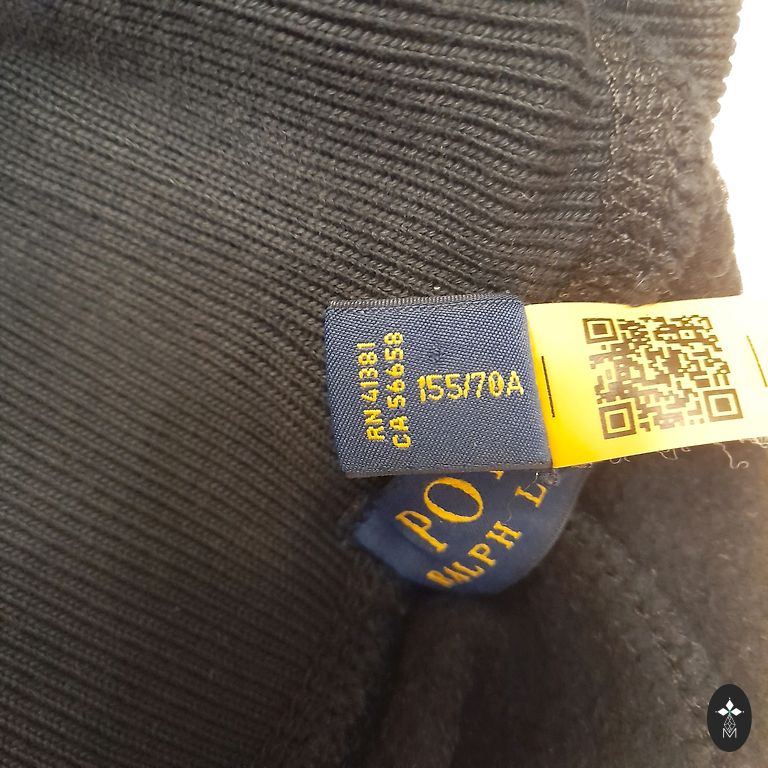 RN 41381
CA 56658
155/70A
PO
RALPH L